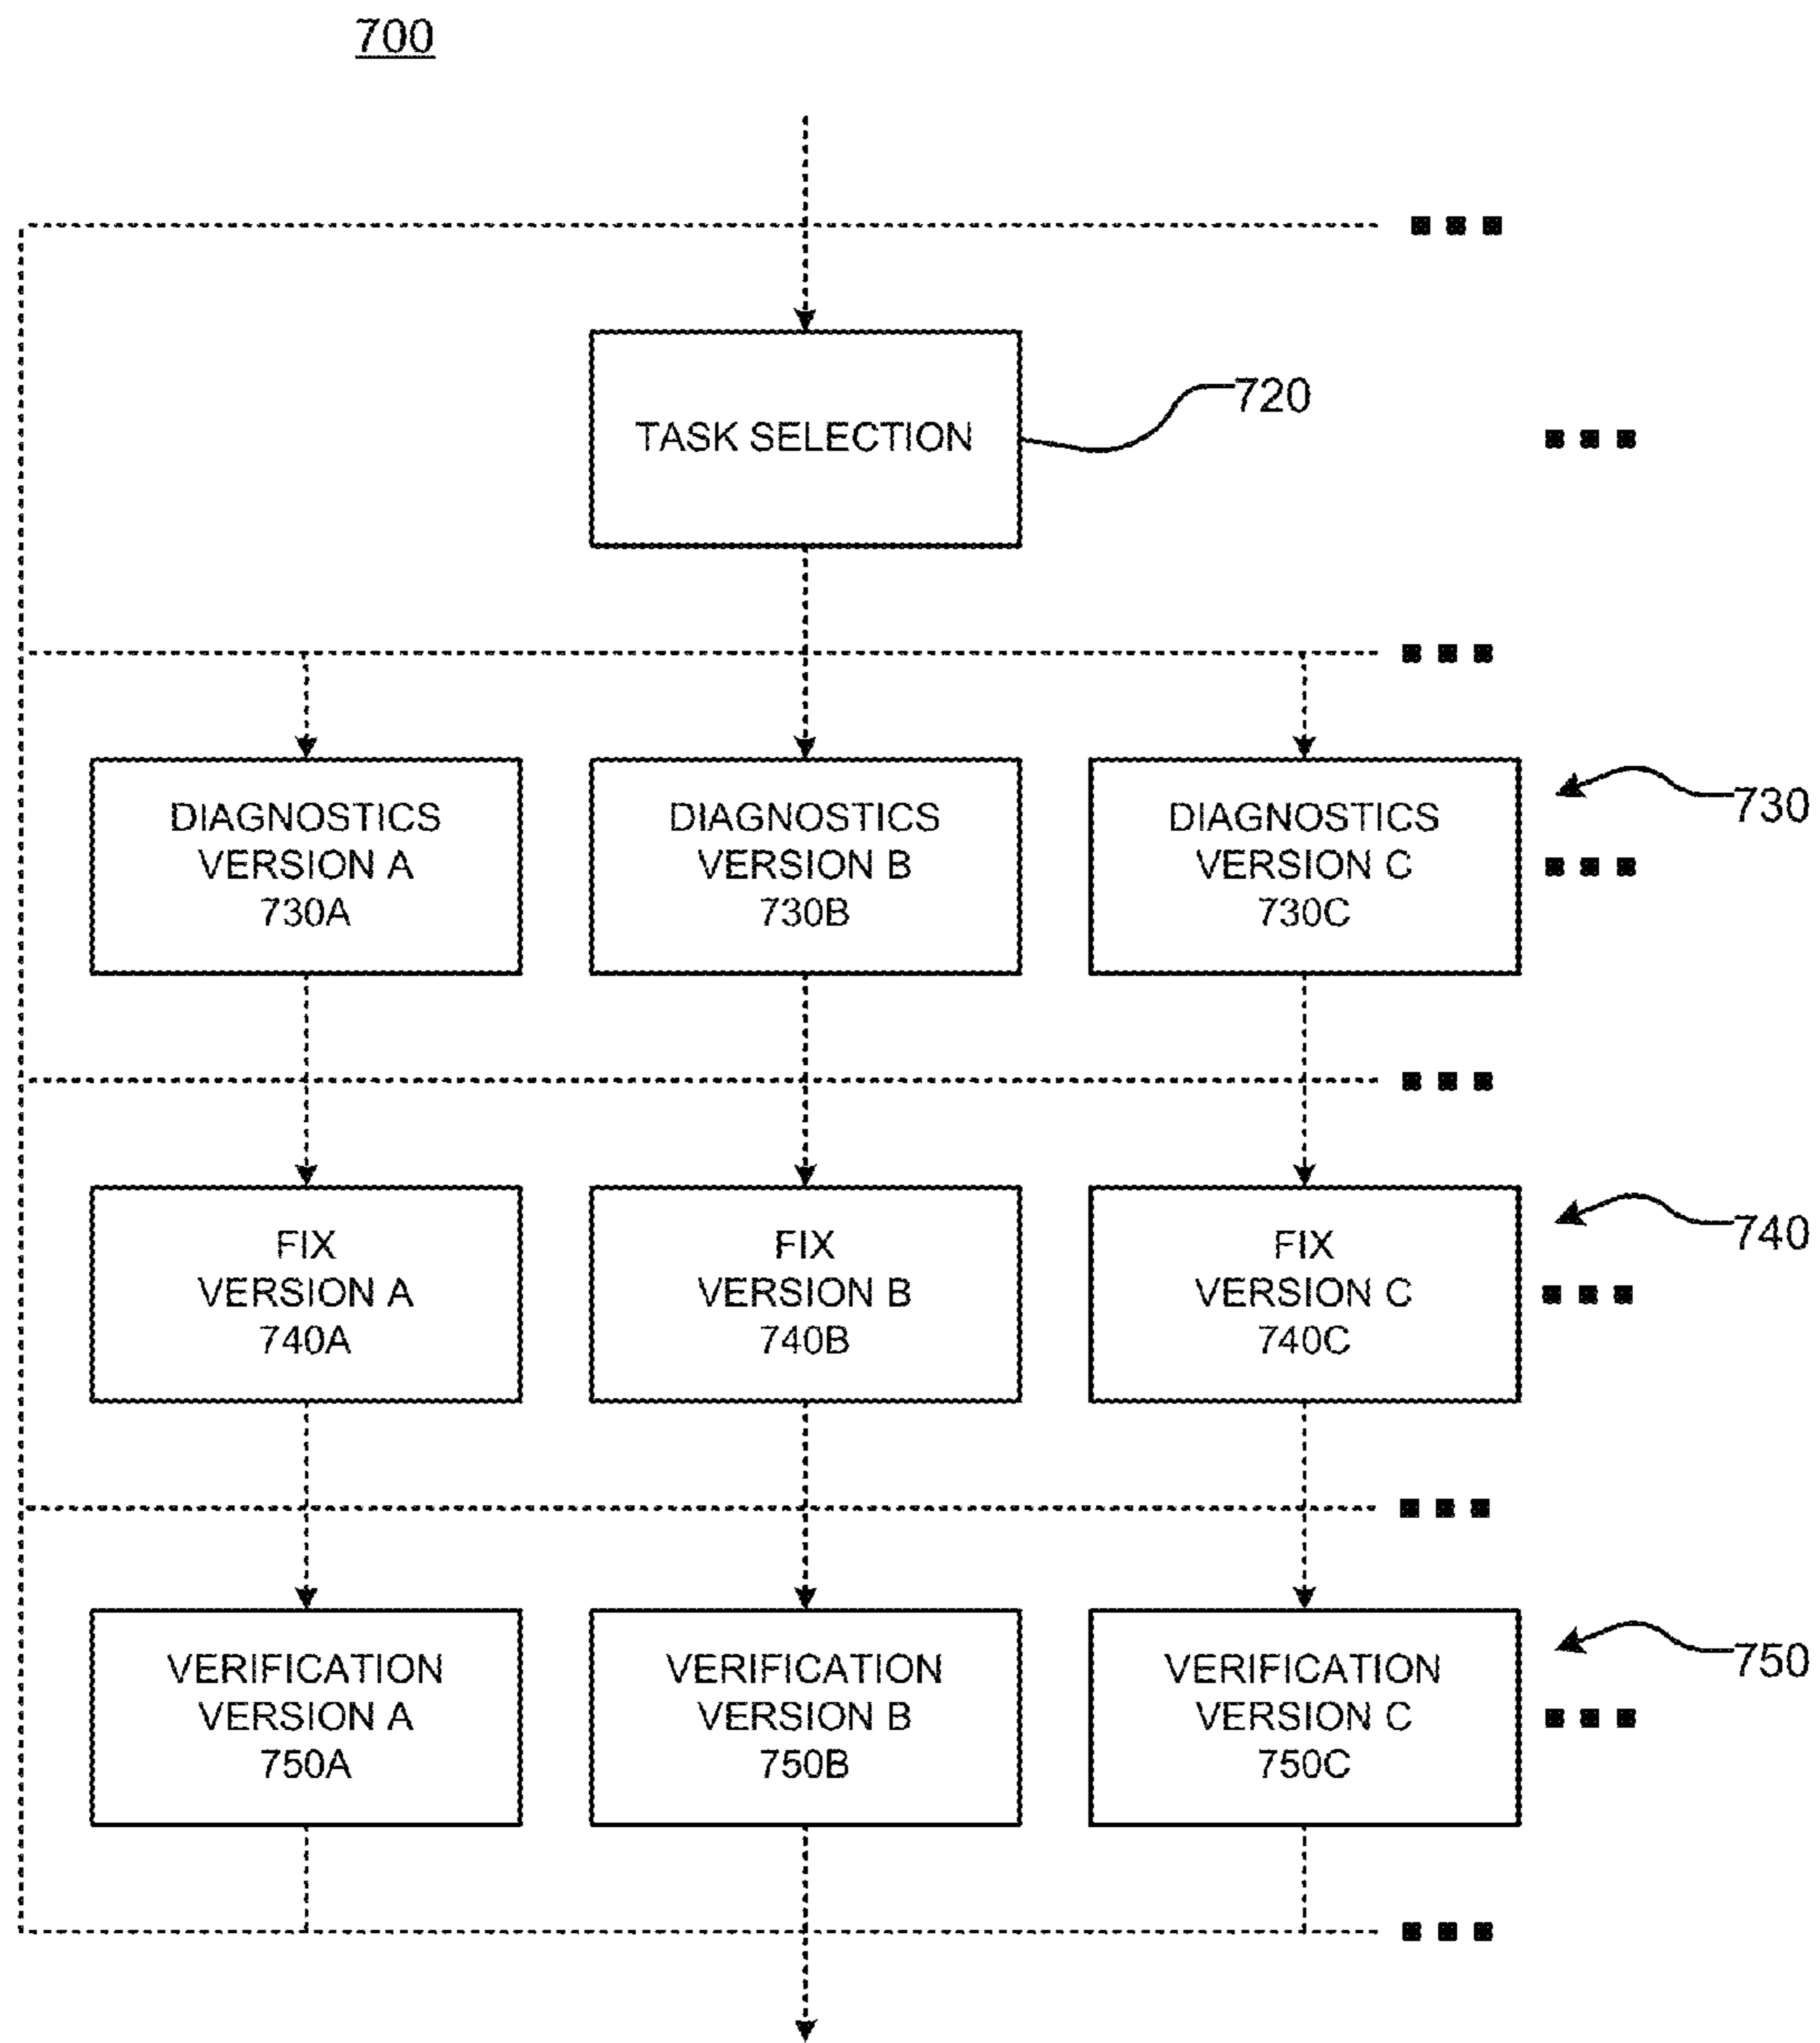 700
TASK SELECTION
720
DIAGNOSTICS
VERSION A
730A
DIAGNOSTICS
VERSION B
730B
DIAGNOSTICS
VERSION C
730C
730
FIX
VERSION A
740A
FIX
VERSION B
740B
FIX
VERSION C
740C
740
VERIFICATION
VERSION A
750A
VERIFICATION
VERSION B
750B
VERIFICATION
VERSION C
750C
750